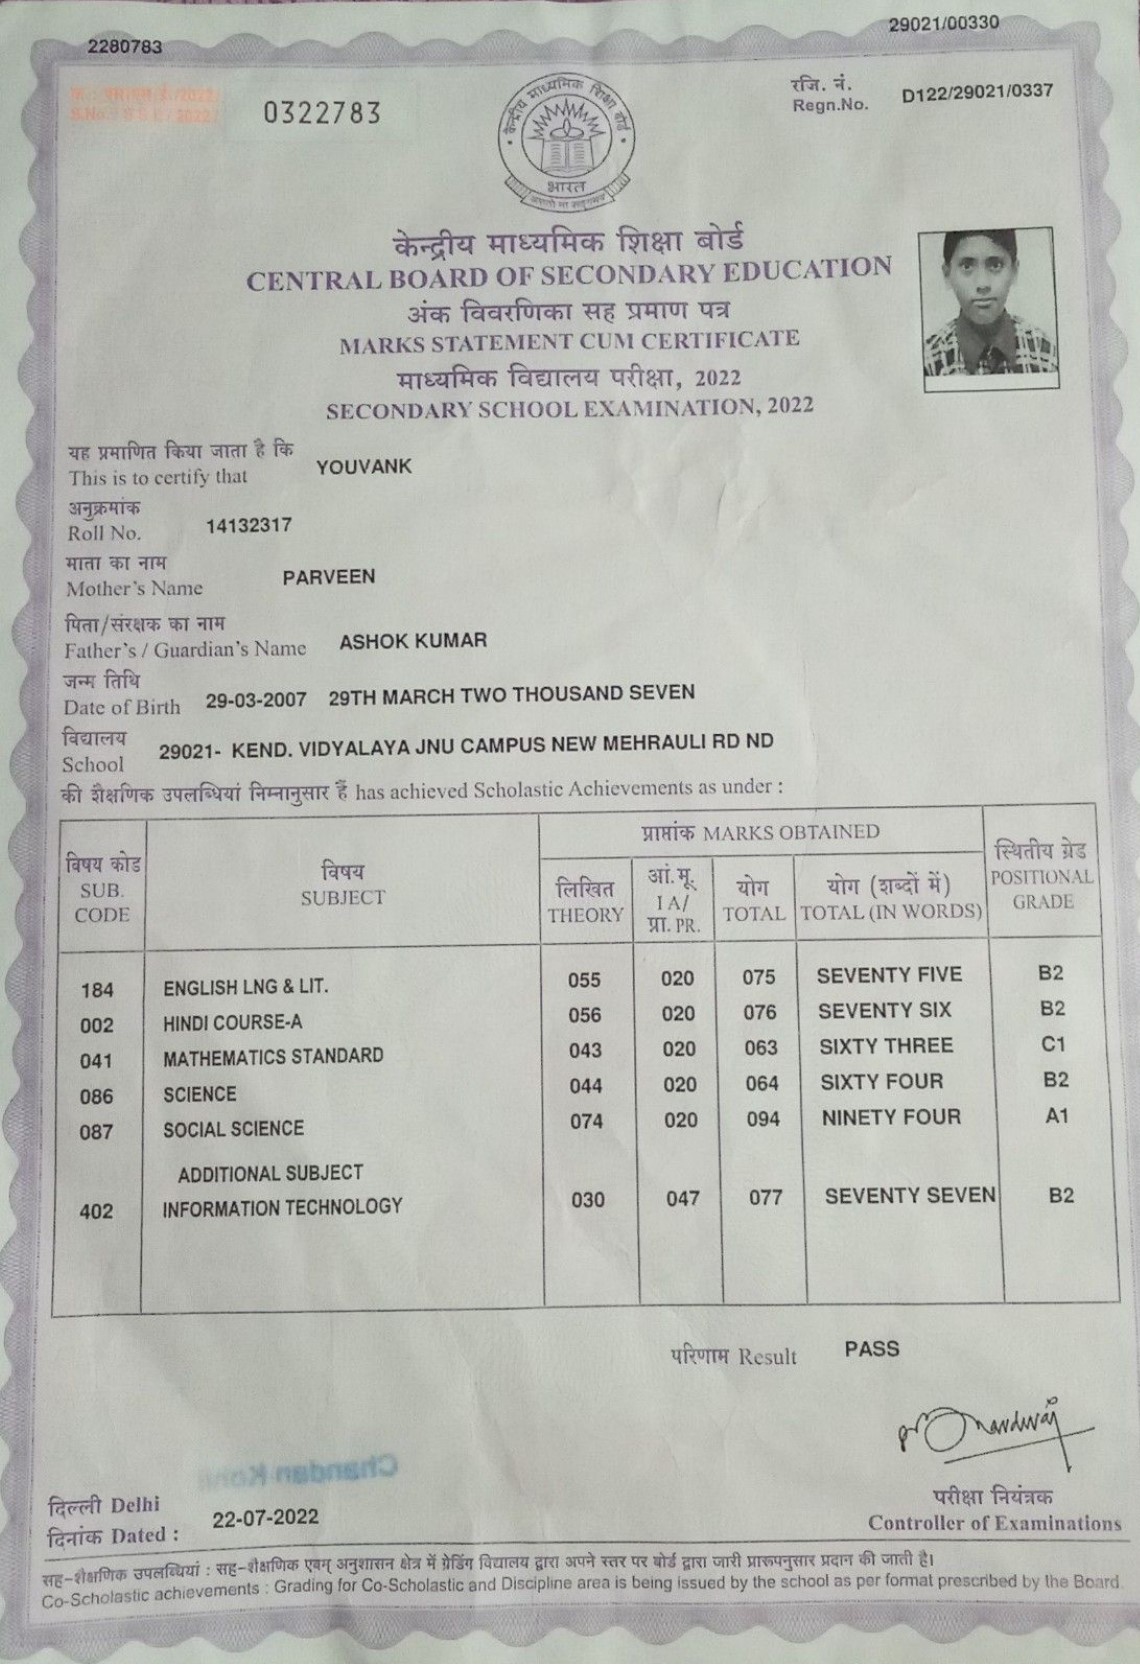 2280783
29021/00330
क्र. : एसएसई/2022/
S.No. : SSE/2022/
0322783
रजि. नं.
Regn.No.
D122/29021/0337
केन्द्रीय माध्यमिक शिक्षा बोर्ड
भारत
असतो मा सद्गमय
केन्द्रीय माध्यमिक शिक्षा बोर्ड
CENTRAL BOARD OF SECONDARY EDUCATION
अंक विवरणिका सह प्रमाण पत्र
MARKS STATEMENT CUM CERTIFICATE
माध्यमिक विद्यालय परीक्षा, 2022
SECONDARY SCHOOL EXAMINATION, 2022
यह प्रमाणित किया जाता है कि
This is to certify that YOUVANK
अनुक्रमांक
Roll No. 14132317
माता का नाम
Mother's Name PARVEEN
पिता/संरक्षक का नाम
Father's / Guardian's Name ASHOK KUMAR
जन्म तिथि
Date of Birth 29-03-2007 29TH MARCH TWO THOUSAND SEVEN
विद्यालय
School 29021- KEND. VIDYALAYA JNU CAMPUS NEW MEHRAULI RD ND
की शैक्षणिक उपलब्धियां निम्नानुसार हैं has achieved Scholastic Achievements as under :
विषय कोड SUB. CODE
विषय SUBJECT
प्राप्तांक MARKS OBTAINED
लिखित THEORY
आं.मू. I A/ प्रा. PR.
योग TOTAL
योग (शब्दों में) TOTAL (IN WORDS)
स्थितीय ग्रेड POSITIONAL GRADE
184 ENGLISH LNG & LIT. 055 020 075 SEVENTY FIVE B2
002 HINDI COURSE-A 056 020 076 SEVENTY SIX B2
041 MATHEMATICS STANDARD 043 020 063 SIXTY THREE C1
086 SCIENCE 044 020 064 SIXTY FOUR B2
087 SOCIAL SCIENCE 074 020 094 NINETY FOUR A1
ADDITIONAL SUBJECT
402 INFORMATION TECHNOLOGY 030 047 077 SEVENTY SEVEN B2
परिणाम Result PASS
दिल्ली Delhi
दिनांक Dated : 22-07-2022
परीक्षा नियंत्रक
Controller of Examinations
सह-शैक्षणिक उपलब्धियां : सह-शैक्षणिक एवम् अनुशासन क्षेत्र में ग्रेडिंग विद्यालय द्वारा अपने स्तर पर बोर्ड द्वारा जारी प्रारूपनुसार प्रदान की जाती है।
Co-Scholastic achievements : Grading for Co-Scholastic and Discipline area is being issued by the school as per format prescribed by the Board.